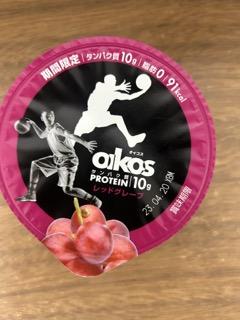 期間限定 | タンパク質10g | 脂肪0 | 91kcal
オイコス
oikos
タンパク質
PROTEIN 10g
レッドグレープ
23.04.20 YBM
賞味期限